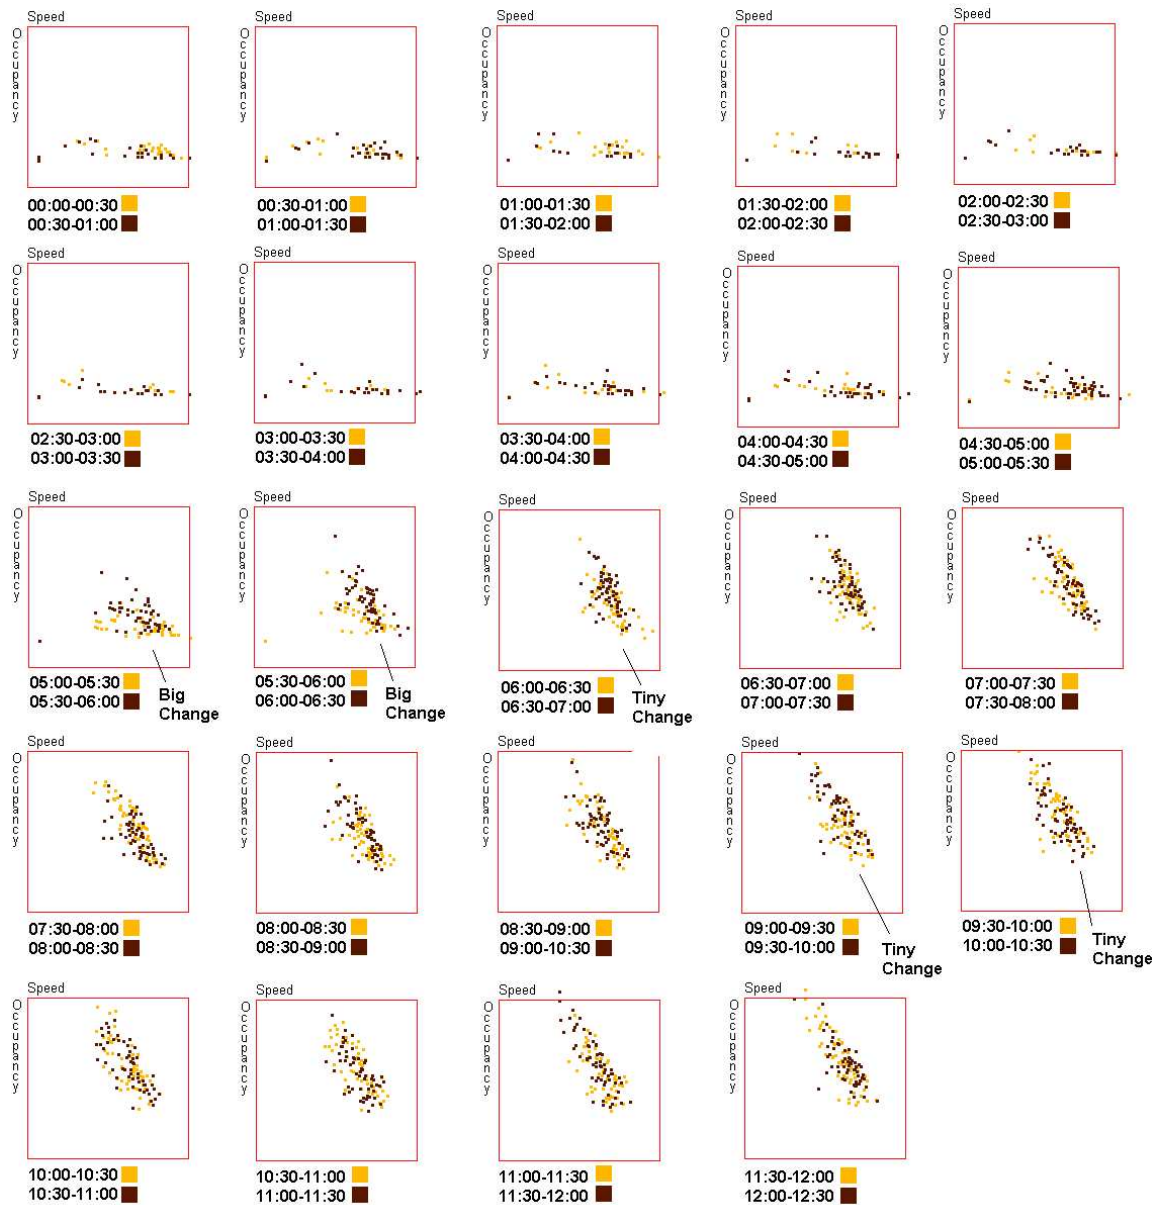 Speed
Speed
Speed
Speed
Speed
Occupancy
Occupancy
Occupancy
Occupancy
Occupancy
00:00-00:30
00:30-01:00
00:30-01:00
01:00-01:30
01:00-01:30
01:30-02:00
01:30-02:00
02:00-02:30
02:00-02:30
02:30-03:00
Speed
Speed
Speed
Speed
Speed
Occupancy
Occupancy
Occupancy
Occupancy
Occupancy
02:30-03:00
03:00-03:30
03:00-03:30
03:30-04:00
03:30-04:00
04:00-04:30
04:00-04:30
04:30-05:00
04:30-05:00
05:00-05:30
Speed
Speed
Speed
Speed
Speed
Occupancy
Occupancy
Occupancy
Occupancy
Occupancy
05:00-05:30
05:30-06:00
Big
Change
05:30-06:00
06:00-06:30
Big
Change
06:00-06:30
06:30-07:00
Tiny
Change
06:30-07:00
07:00-07:30
07:00-07:30
07:30-08:00
Speed
Speed
Speed
Speed
Speed
Occupancy
Occupancy
Occupancy
Occupancy
Occupancy
07:30-08:00
08:00-08:30
08:00-08:30
08:30-09:00
08:30-09:00
09:00-10:30
09:00-09:30
09:30-10:00
Tiny
Change
09:30-10:00
10:00-10:30
Tiny
Change
Speed
Speed
Speed
Speed
Occupancy
Occupancy
Occupancy
Occupancy
10:00-10:30
10:30-11:00
10:30-11:00
11:00-11:30
11:00-11:30
11:30-12:00
11:30-12:00
12:00-12:30